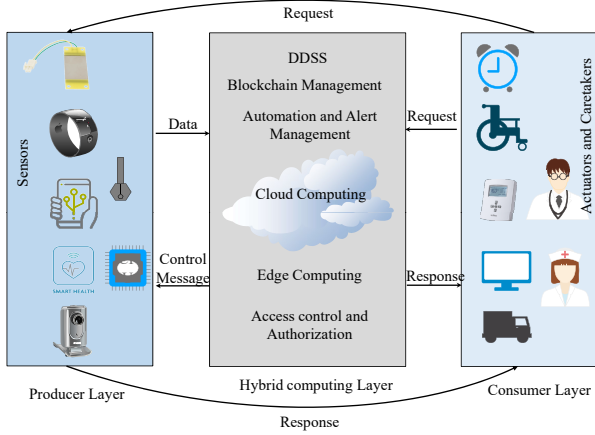 Request
DDSS
Blockchain Management
Automation and Alert
Management
Cloud Computing
Edge Computing
Access control and
Authorization
Sensors
SMART HEALTH
Data
Control
Message
Request
Response
Actuators and Caretakers
Producer Layer
Hybrid computing Layer
Consumer Layer
Response